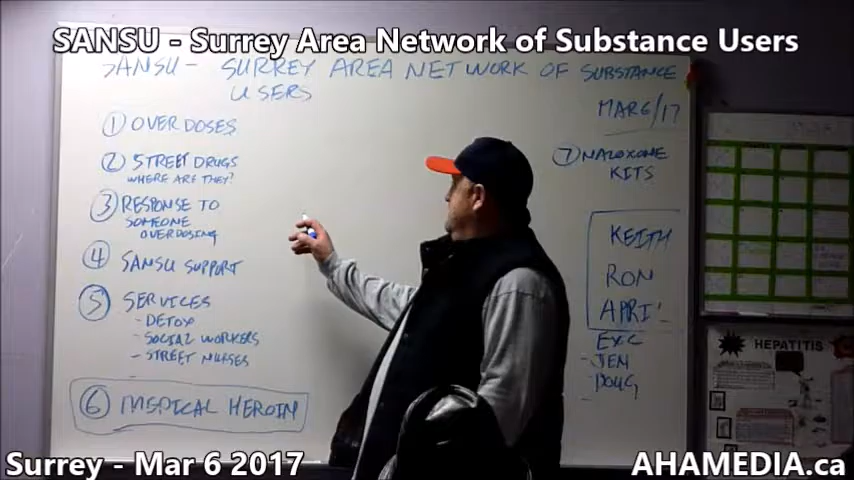 SANSU - Surrey Area Network of Substance Users
SANSU - SURREY AREA NETWORK OF SUBSTANCE
USERS
MAR 6/17
① OVERDOSES
② STREET DRUGS
WHERE ARE THEY?
③ RESPONSE TO
SOMEONE
OVERDOSING
④ SANSU SUPPORT
⑤ SERVICES
- DETOX
- SOCIAL WORKERS
- STREET NURSES
⑥ MEDICAL HEROIN
⑦ NALOXONE
KITS
KEITH
RON
EXC
- JEN
- DOUG
HEPATITIS
Surrey - Mar 6 2017
AHAMEDIA.ca